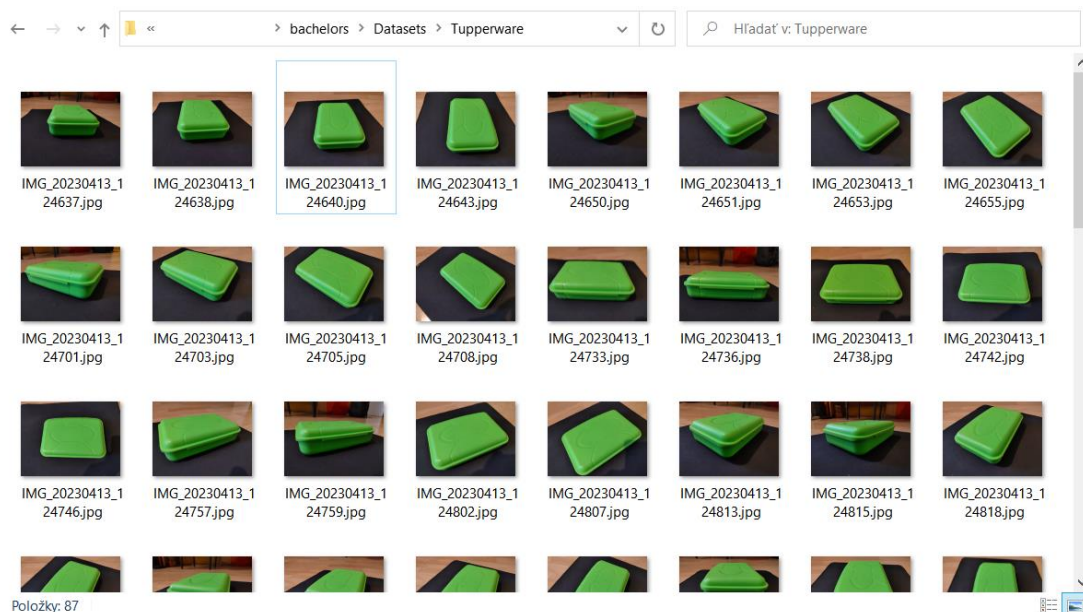 « > bachelors > Datasets > Tupperware
Hľadať v: Tupperware
IMG_20230413_1
24637.jpg
IMG_20230413_1
24638.jpg
IMG_20230413_1
24640.jpg
IMG_20230413_1
24643.jpg
IMG_20230413_1
24650.jpg
IMG_20230413_1
24651.jpg
IMG_20230413_1
24653.jpg
IMG_20230413_1
24655.jpg
IMG_20230413_1
24701.jpg
IMG_20230413_1
24703.jpg
IMG_20230413_1
24705.jpg
IMG_20230413_1
24708.jpg
IMG_20230413_1
24733.jpg
IMG_20230413_1
24736.jpg
IMG_20230413_1
24738.jpg
IMG_20230413_1
24742.jpg
IMG_20230413_1
24746.jpg
IMG_20230413_1
24757.jpg
IMG_20230413_1
24759.jpg
IMG_20230413_1
24802.jpg
IMG_20230413_1
24807.jpg
IMG_20230413_1
24813.jpg
IMG_20230413_1
24815.jpg
IMG_20230413_1
24818.jpg
Položky: 87